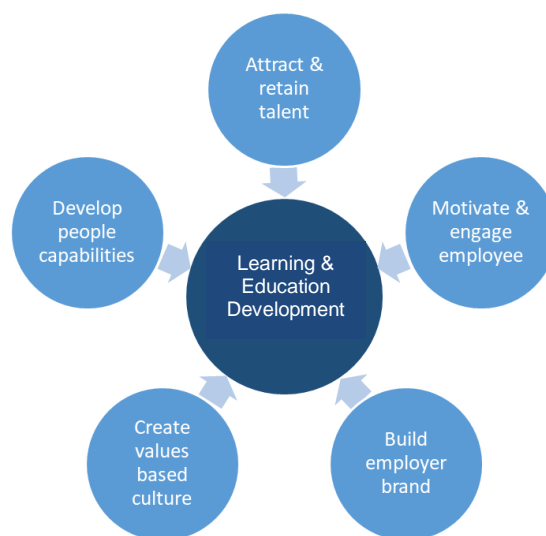 Attract &
retain
talent
Develop
people
capabilities
Motivate &
engage
employee
Learning &
Education
Development
Create
values
based
culture
Build
employer
brand